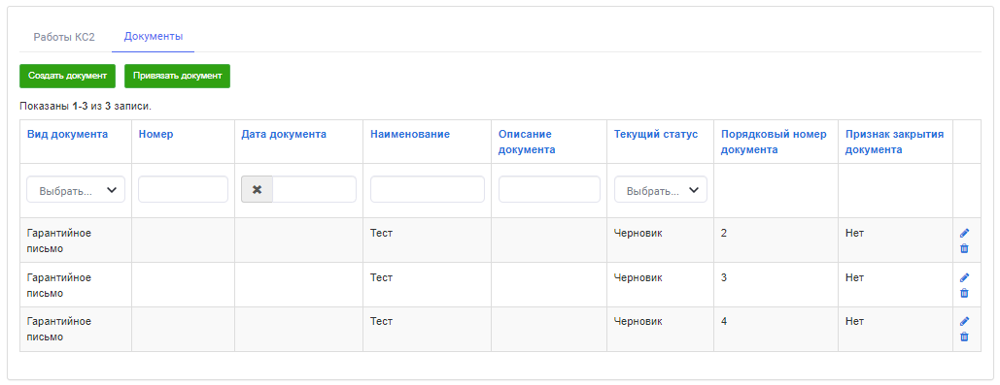 Работы КС2 Документы
Создать документ Привязать документ
Показаны 1-3 из 3 записи.
Вид документа Номер Дата документа Наименование Описание документа Текущий статус Порядковый номер документа Признак закрытия документа
Выбрать... Выбрать...
Гарантийное письмо Тест Черновик 2 Нет
Гарантийное письмо Тест Черновик 3 Нет
Гарантийное письмо Тест Черновик 4 Нет